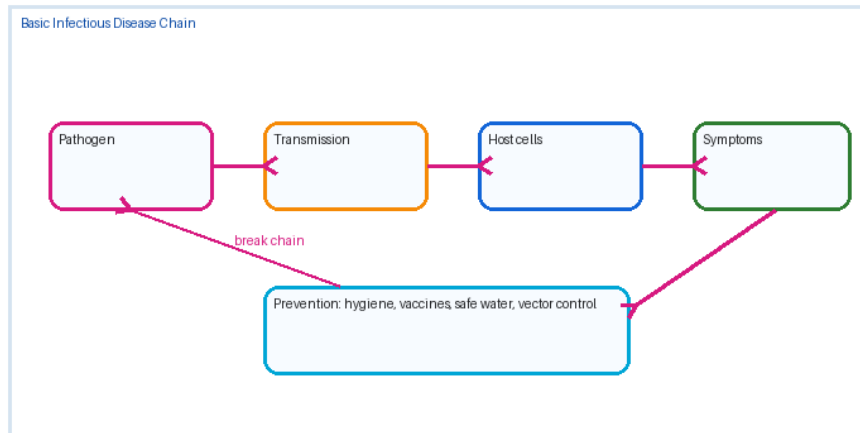 Basic Infectious Disease Chain
Pathogen
Transmission
Host cells
Symptoms
break chain
Prevention: hygiene, vaccines, safe water, vector control